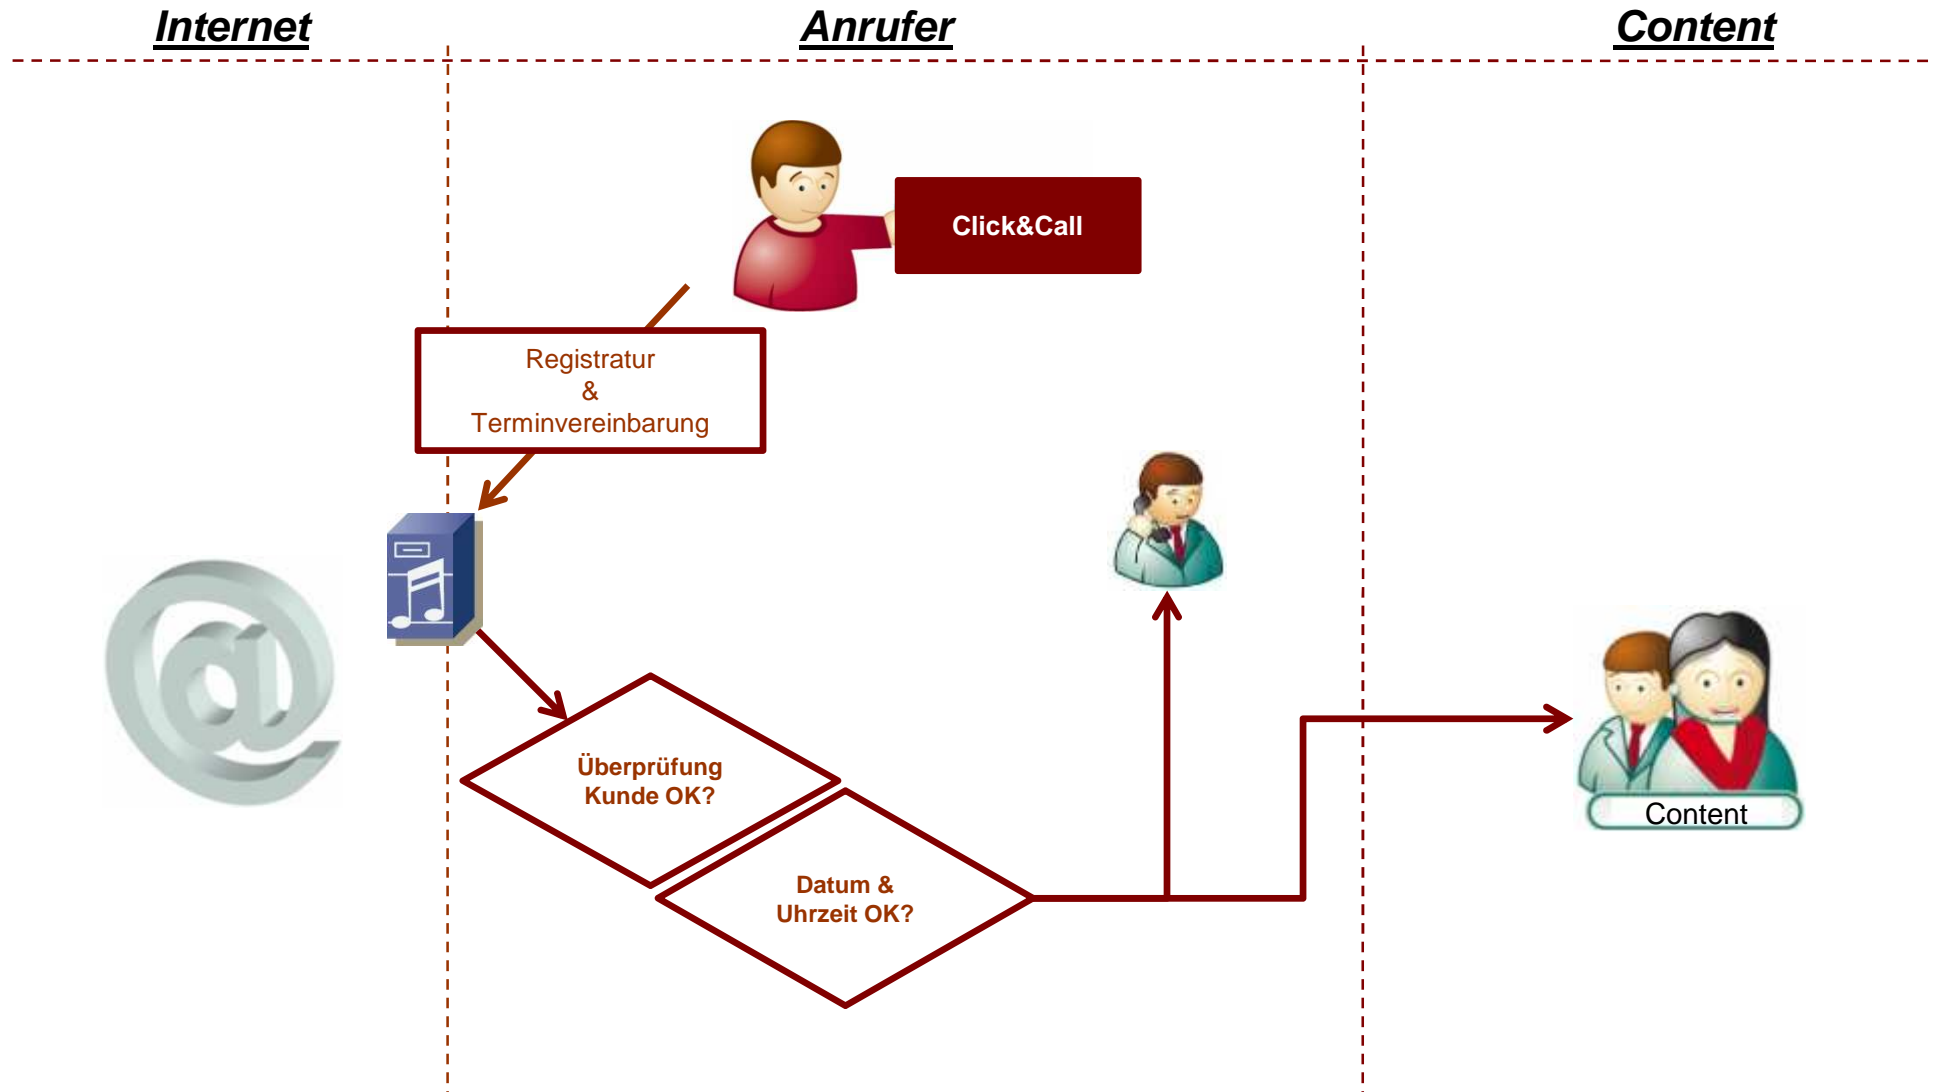 Internet
Anrufer
Content
Click&Call
Registratur
&
Terminvereinbarung
Überprüfung
Kunde OK?
Datum &
Uhrzeit OK?
Content